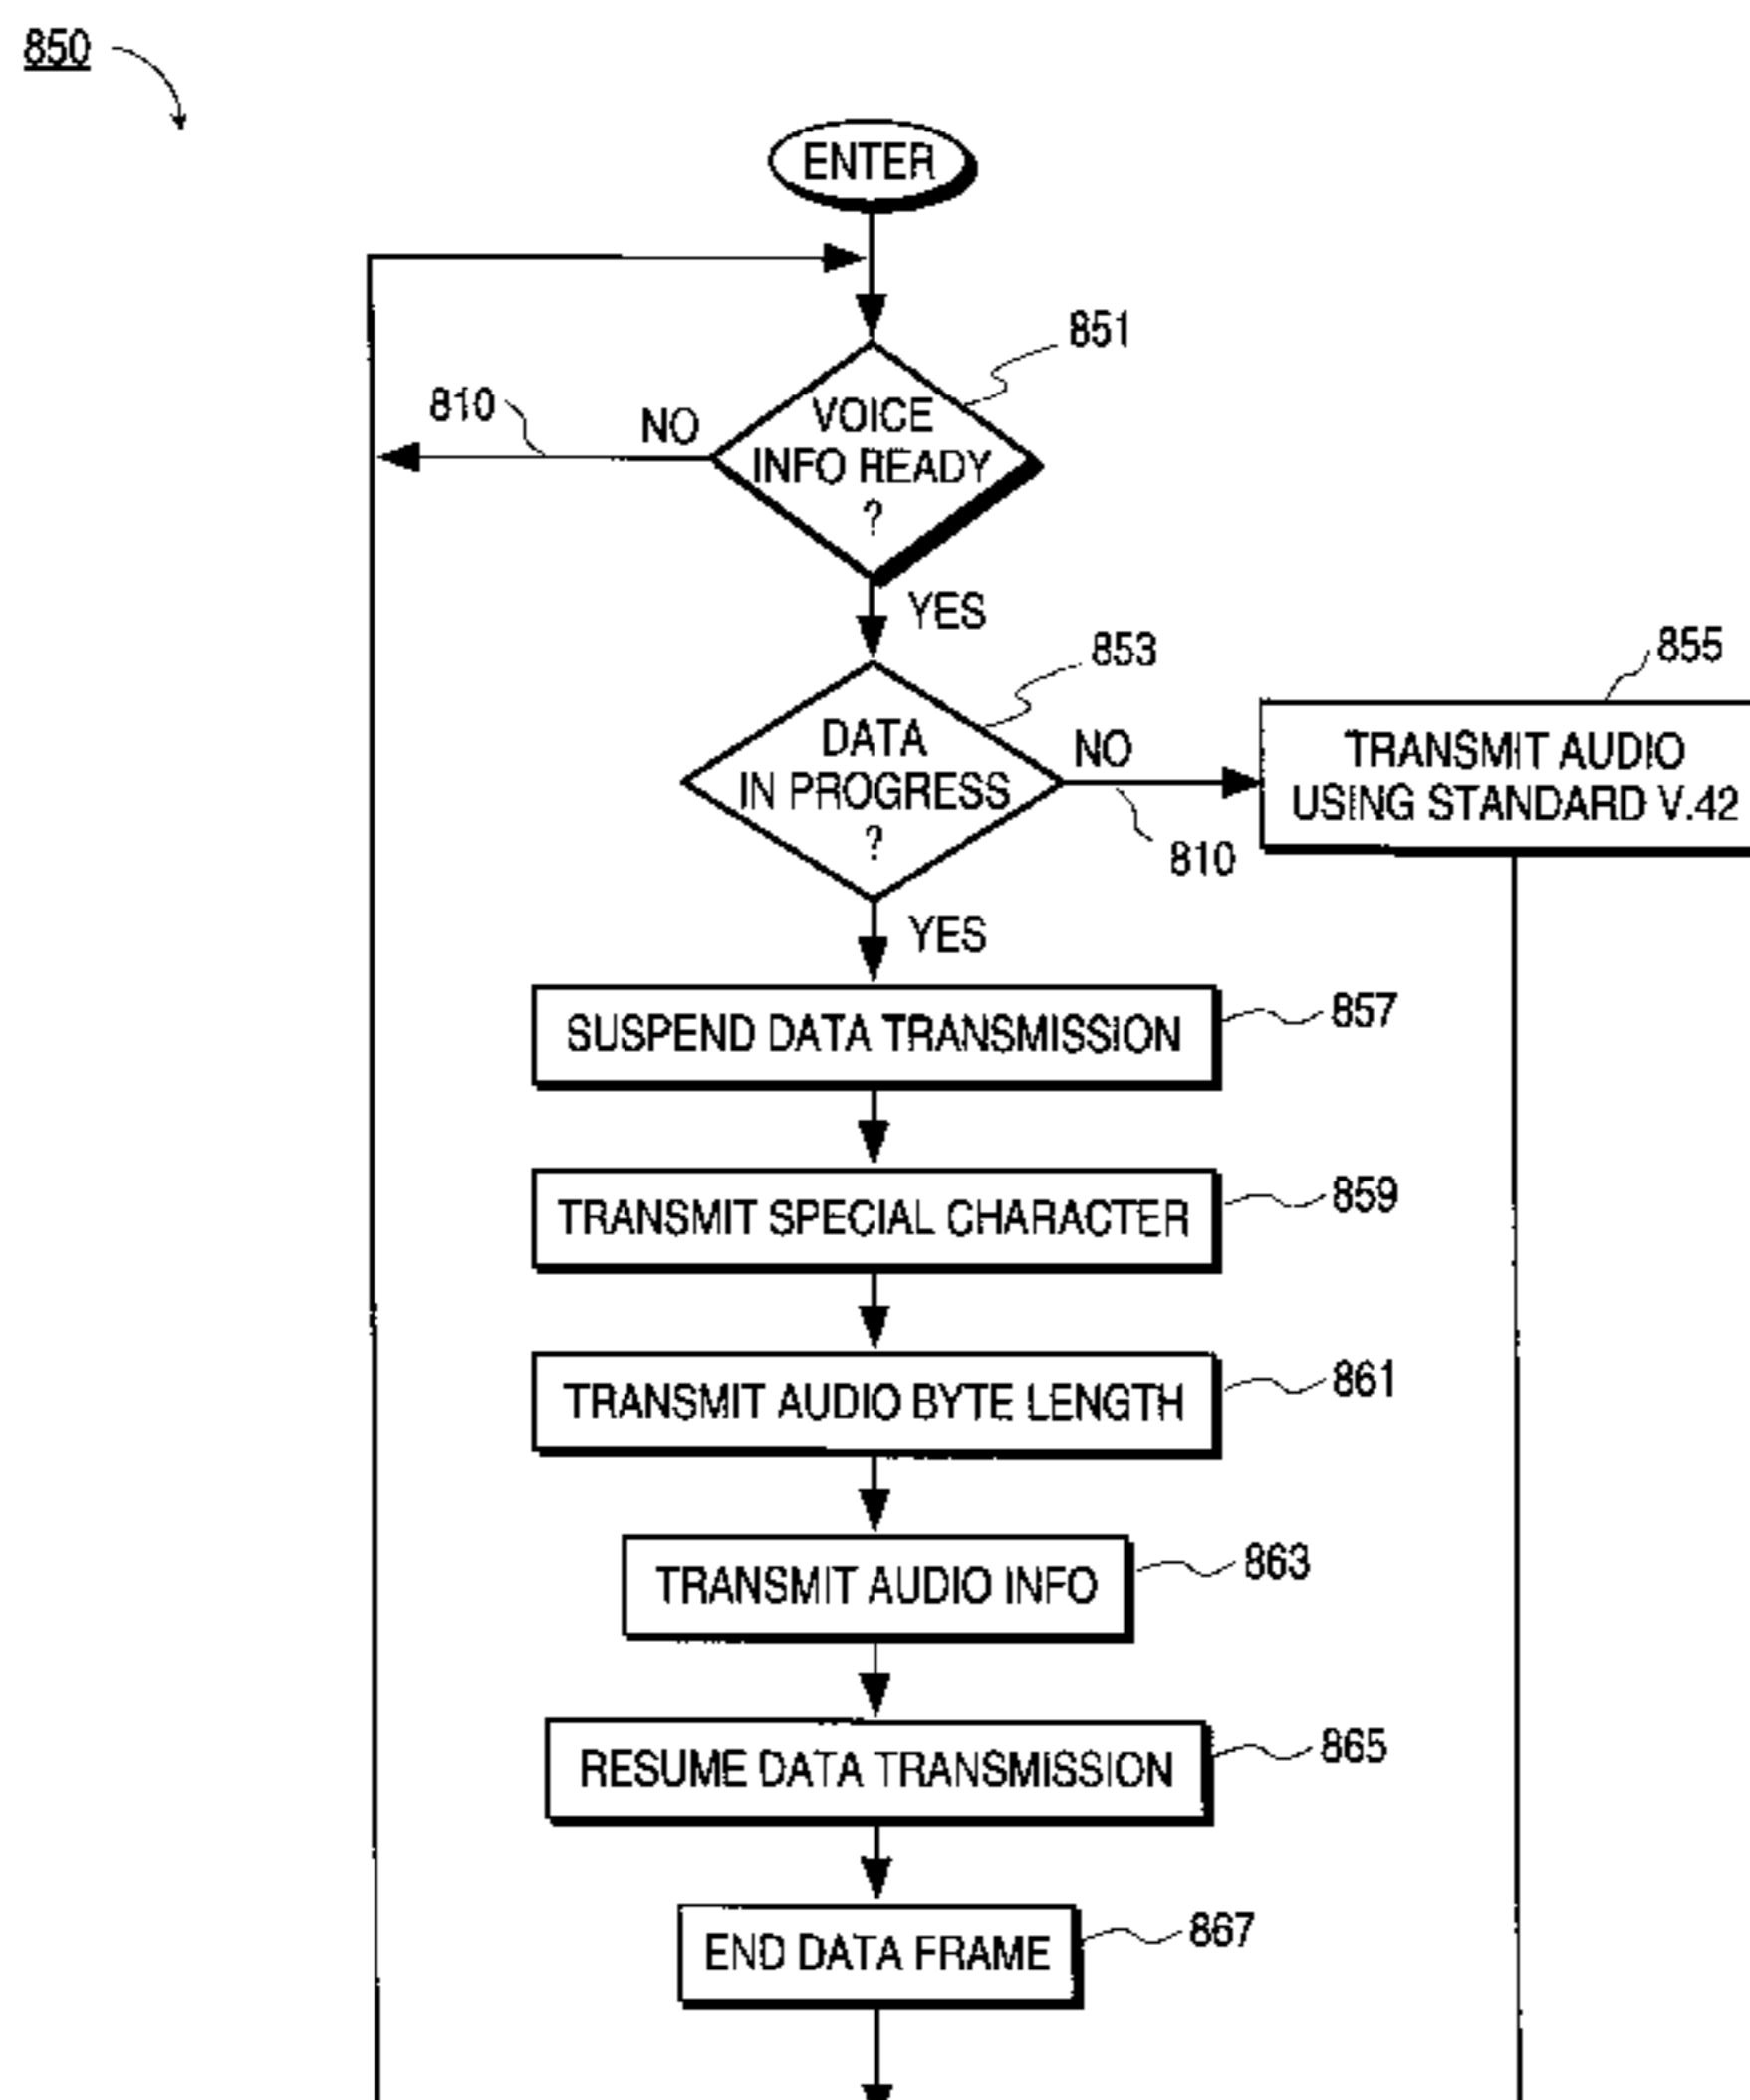 850
ENTER
851
810
NO
VOICE
INFO READY
?
YES
853
855
DATA
IN PROGRESS
?
NO
810
TRANSMIT AUDIO
USING STANDARD V.42
YES
SUSPEND DATA TRANSMISSION
857
TRANSMIT SPECIAL CHARACTER
859
TRANSMIT AUDIO BYTE LENGTH
861
TRANSMIT AUDIO INFO
863
RESUME DATA TRANSMISSION
865
END DATA FRAME
867